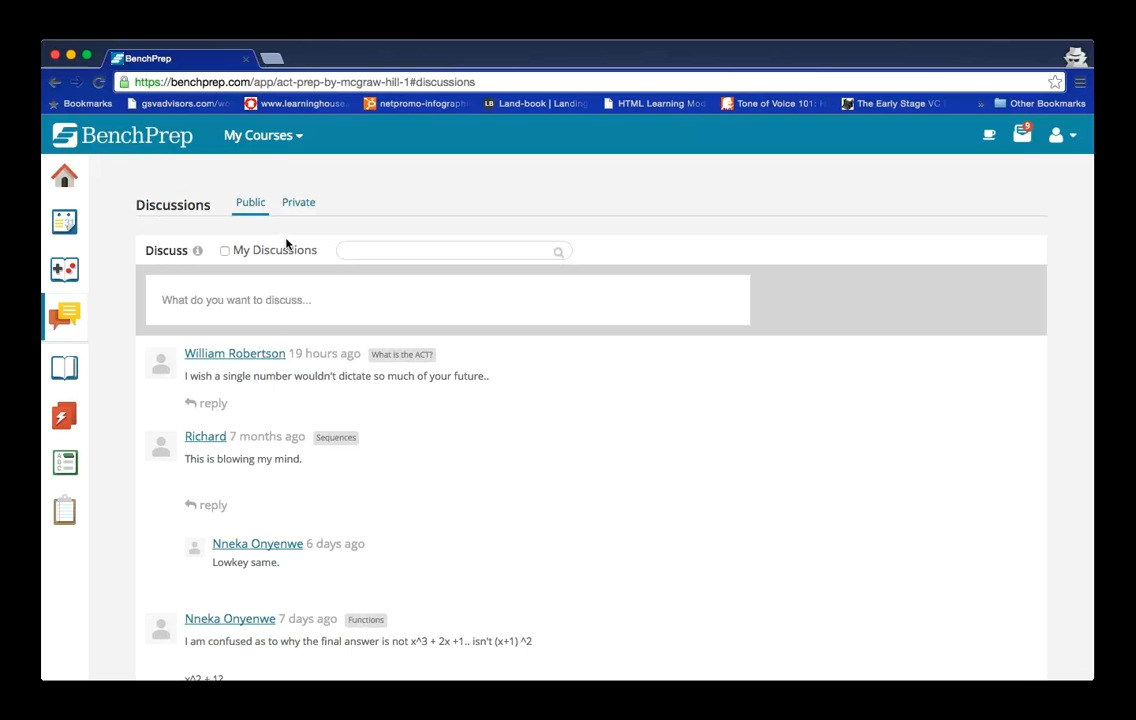 BenchPrep
https://benchprep.com/app/act-prep-by-mcgraw-hill-1#discussions
Bookmarks gsvadvisors.com/w www.learninghouse. netpromo-infograph LB Land-book | Landing HTML Learning Mod Tone of Voice 101: The Early Stage VC » Other Bookmarks
BenchPrep My Courses 9
Discussions Public Private
Discuss i My Discussions
What do you want to discuss...
William Robertson 19 hours ago What is the ACT?
I wish a single number wouldn't dictate so much of your future..
reply
Richard 7 months ago Sequences
This is blowing my mind.
reply
Nneka Onyenwe 6 days ago
Lowkey same.
Nneka Onyenwe 7 days ago Functions
I am confused as to why the final answer is not x^3 + 2x +1.. isn't (x+1) ^2
x^2 + 1?